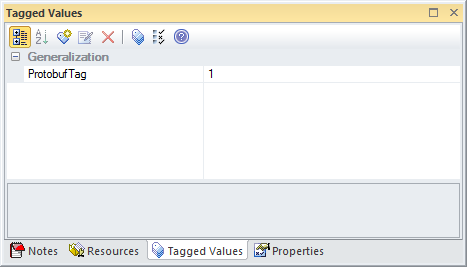 Tagged Values
Generalization
ProtobufTag 1
Notes Resources Tagged Values Properties